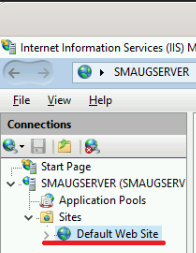 Internet Information Services (IIS) M
SMAUGSERVER
File View Help
Connections
Start Page
SMAUGSERVER (SMAUGSERV
Application Pools
Sites
Default Web Site